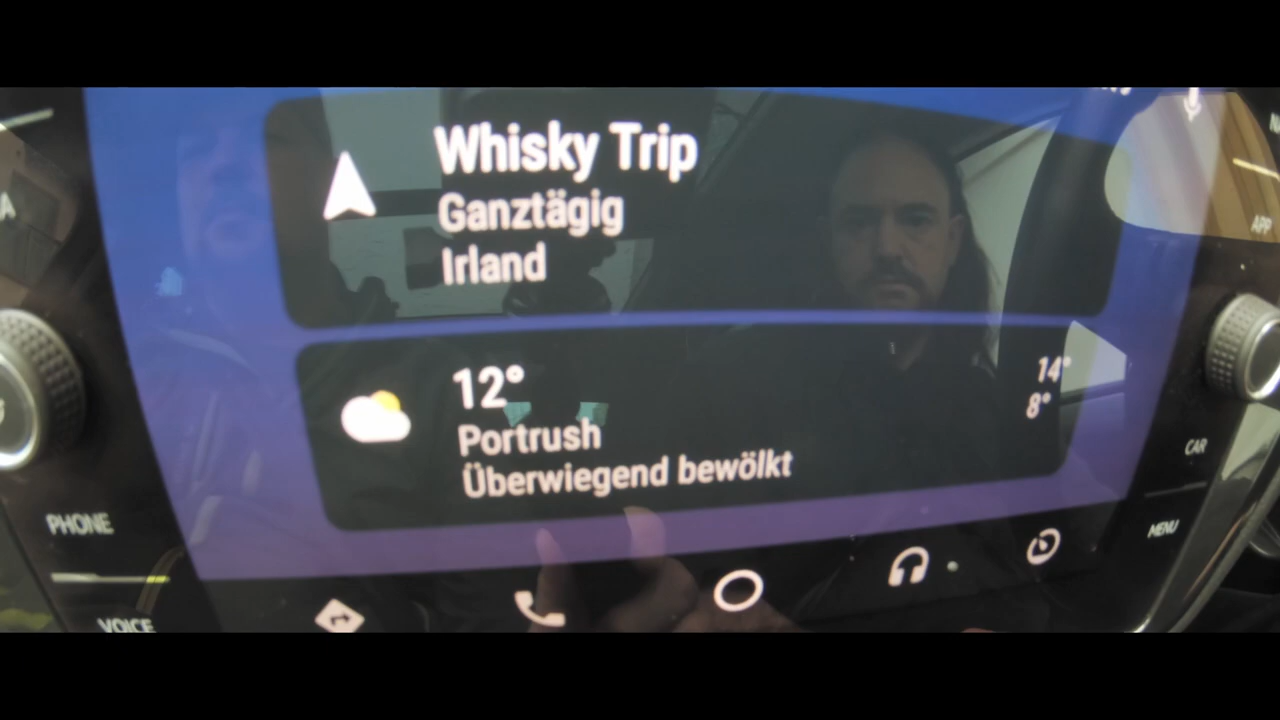 Whisky Trip
Ganztägig
Irland
12°
Portrush
Überwiegend bewölkt
14°
8°
APP
CAR
MENU
PHONE
VOICE